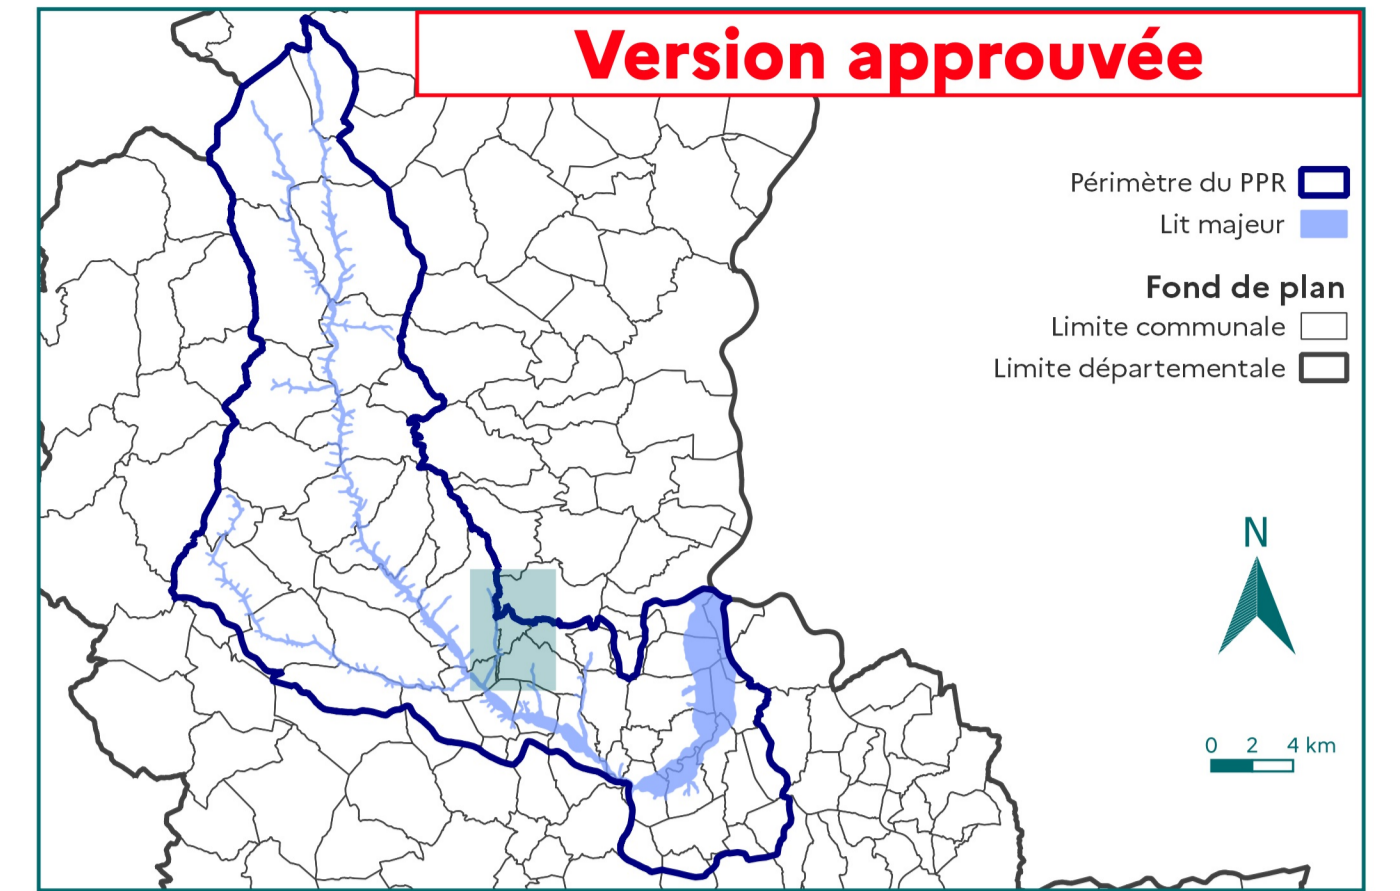 Version approuvée
Périmètre du PPR
Lit majeur
Fond de plan
Limite communale
Limite départementale
N
0 2 4 km